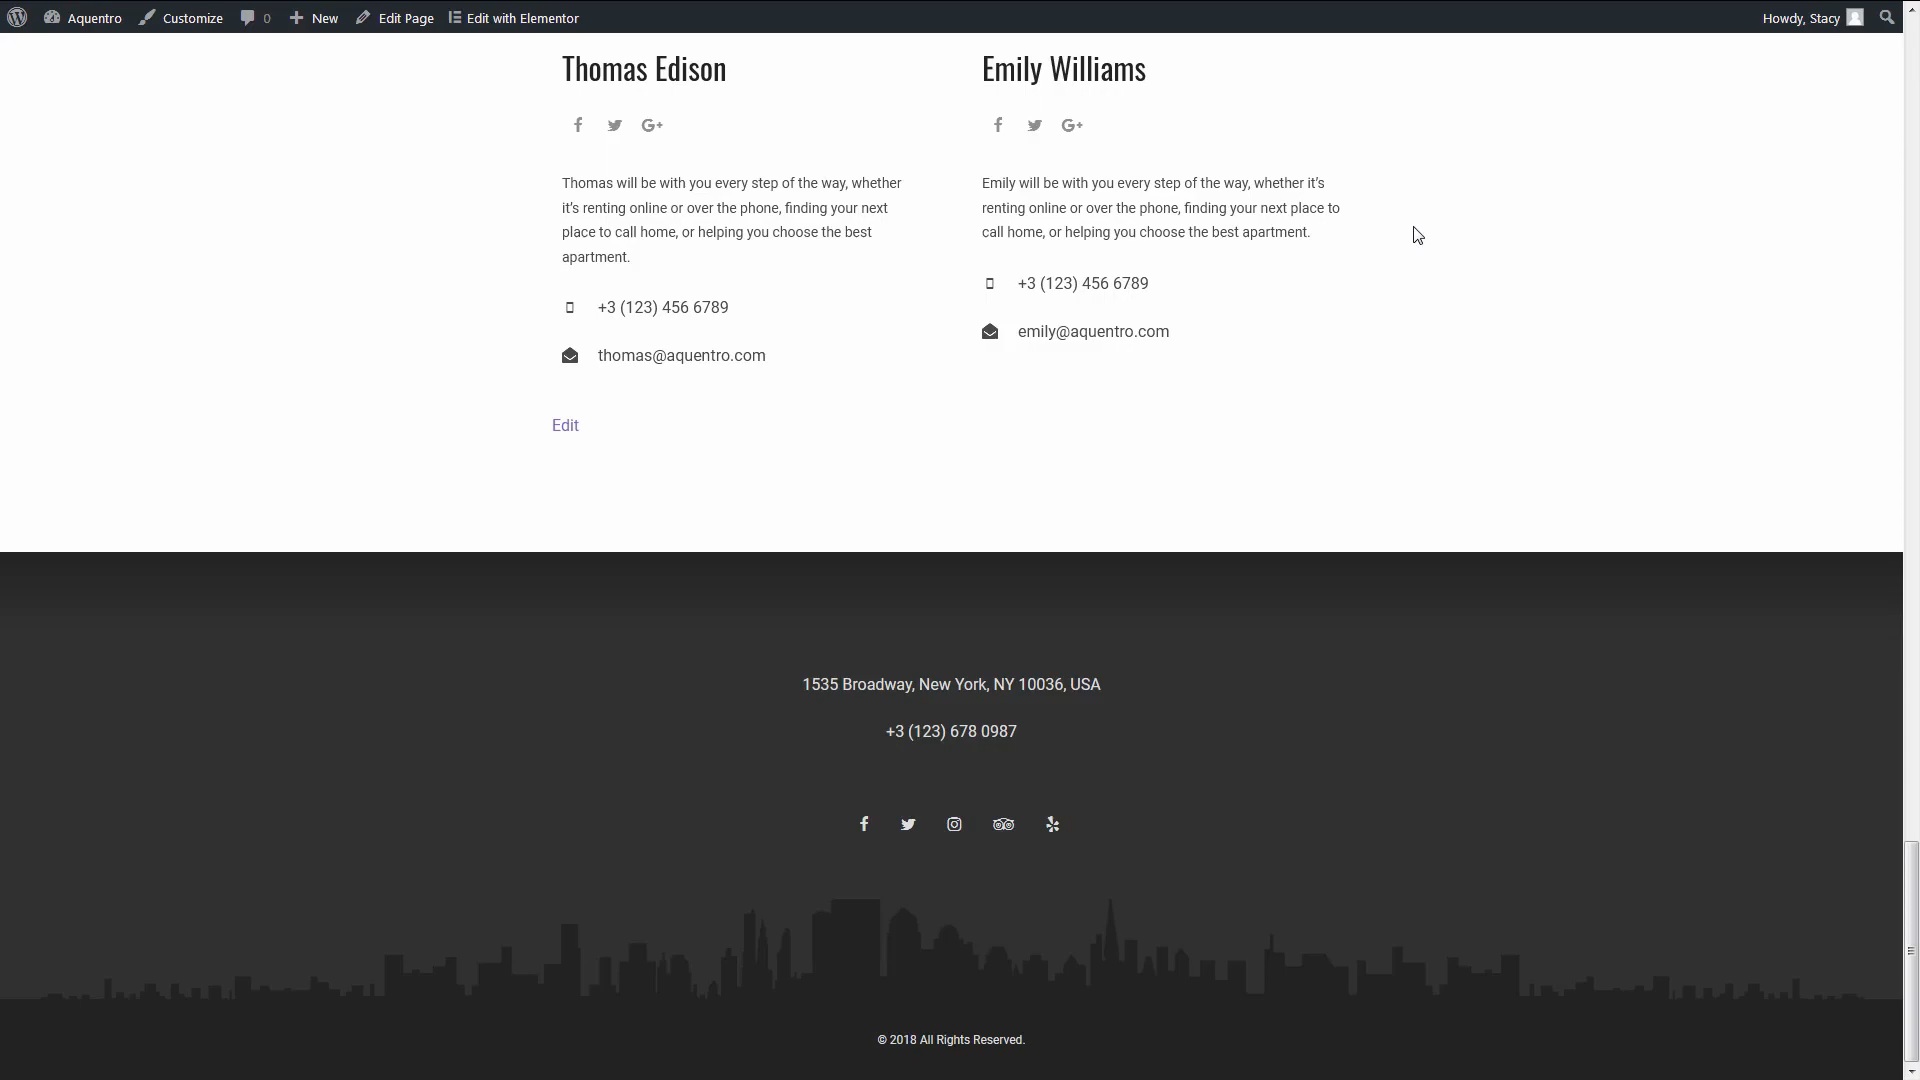 Aquentro Customize 0 New Edit Page Edit with Elementor Howdy, Stacy
Thomas Edison
Thomas will be with you every step of the way, whether
it’s renting online or over the phone, finding your next
place to call home, or helping you choose the best
apartment.
+3 (123) 456 6789
thomas@aquentro.com
Emily Williams
Emily will be with you every step of the way, whether it’s
renting online or over the phone, finding your next place to
call home, or helping you choose the best apartment.
+3 (123) 456 6789
emily@aquentro.com
Edit
1535 Broadway, New York, NY 10036, USA
+3 (123) 678 0987
© 2018 All Rights Reserved.